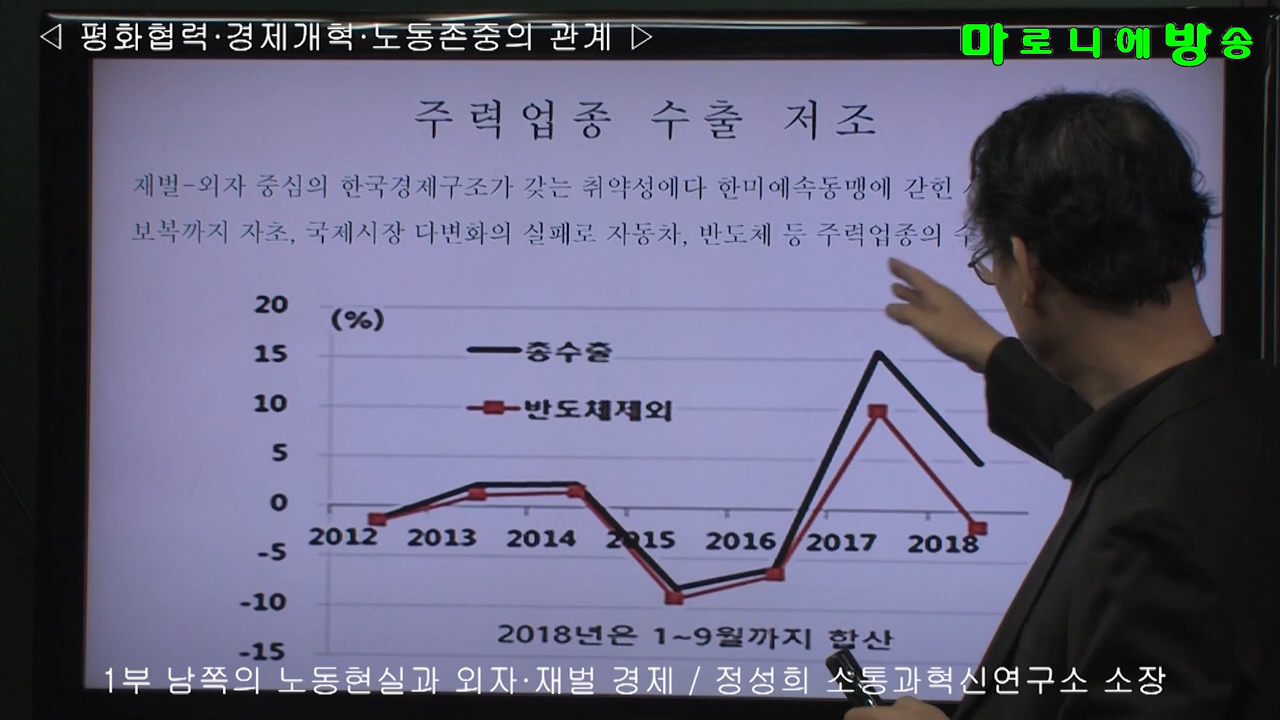 ◁ 평화협력·경제개혁·노동존중의 관계 ▷
마로니에방송
주력업종 수출 저조
재벌-외자 중심의 한국경제구조가 갖는 취약성에다 한미예속동맹에 갇힌
보복까지 자초, 국제시장 다변화의 실패로 자동차, 반도체 등 주력업종의 수
20
(%)
15
총수출
10
반도체제외
5
0
2012 2013 2014 2015 2016 2017 2018
-5
-10
2018년은 1~9월까지 합산
-15
1부 남쪽의 노동현실과 외자·재벌 경제 / 정성희 소통과혁신연구소 소장